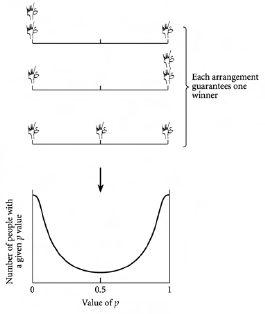 Each arrangement
guarantees one
winner
Number of people with
a given p value
0
0.5
1
Value of p